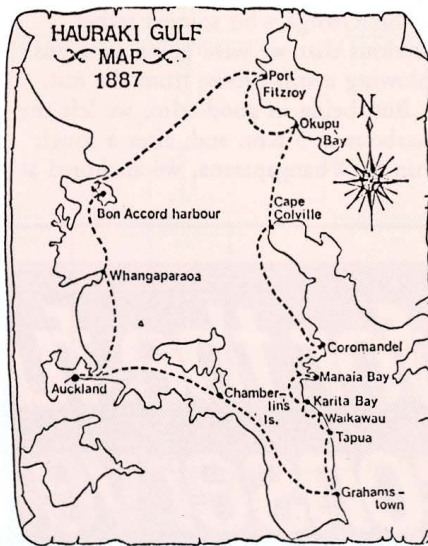 HAURAKI GULF
MAP
1887
Port
Fitzroy
N
Okupu
Bay
Cape
Colville
Bon Accord harbour
Whangaparaoa
Coromandel
Manaia Bay
Auckland
Chamber-
lin's
Is.
Karita Bay
Waikawau
Tapua
Grahams-
town